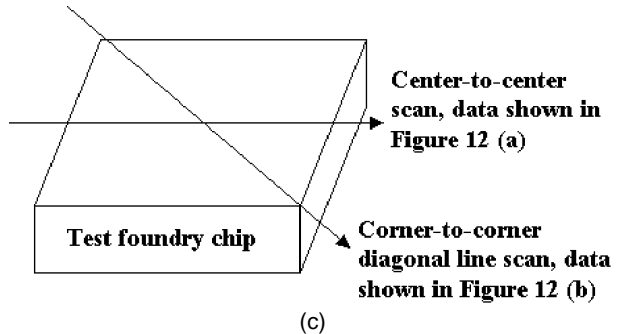 Center-to-center
scan, data shown in
Figure 12 (a)
Test foundry chip
Corner-to-corner
diagonal line scan, data
shown in Figure 12 (b)
(c)